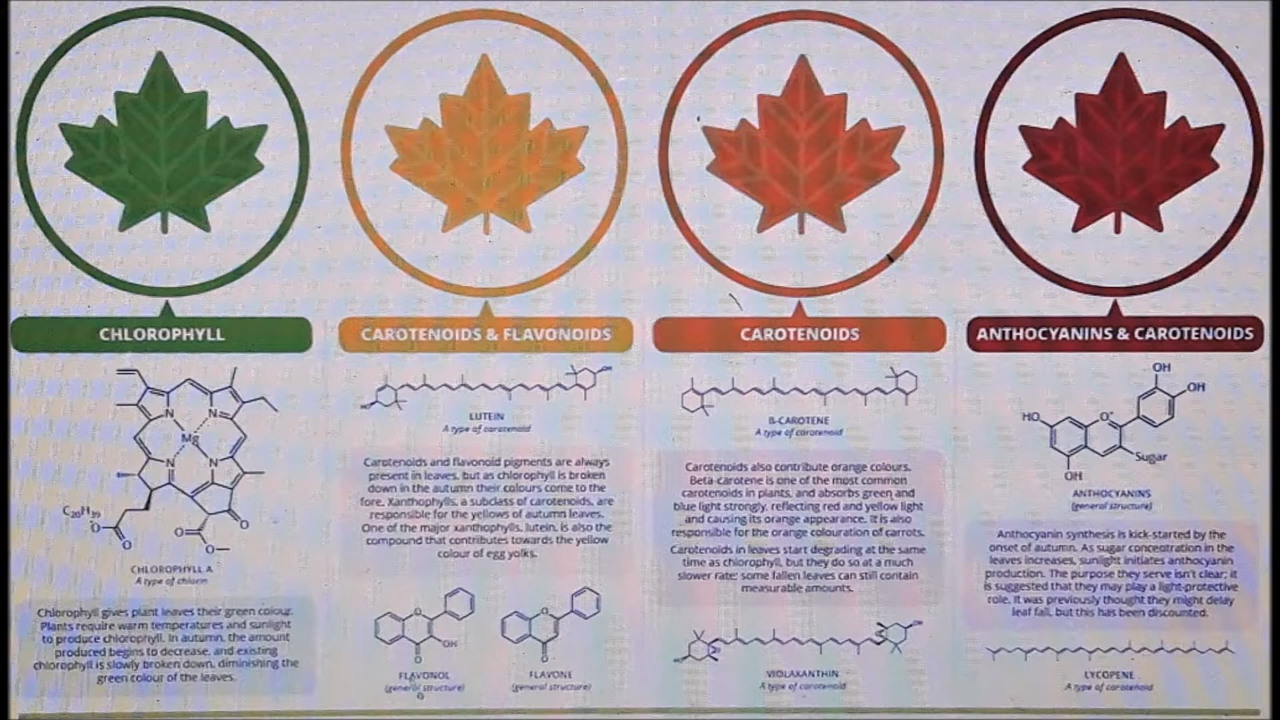 CHLOROPHYLL
N
N
Mg
N
N
C20H39
O
O
O
O
O
CHLOROPHYLL A
A type of chlorin
Chlorophyll gives plant leaves their green colour.
Plants require warm temperatures and sunlight
to produce chlorophyll. In autumn, the amount
produced begins to decrease, and existing
chlorophyll is slowly broken down, diminishing the
green colour of the leaves.
CAROTENOIDS & FLAVONOIDS
OH
HO
LUTEIN
A type of carotenoid
Carotenoids and flavonoid pigments are always
present in leaves, but as chlorophyll is broken
down in the autumn their colours come to the
fore. Xanthophylls, a subclass of carotenoids, are
responsible for the yellows of autumn leaves.
One of the major xanthophylls, lutein, is also the
compound that contributes towards the yellow
colour of egg yolks.
O
OH
O
FLAVONOL
(general structure)
O
O
FLAVONE
(general structure)
CAROTENOIDS
β-CAROTENE
A type of carotenoid
Carotenoids also contribute orange colours.
Beta-carotene is one of the most common
carotenoids in plants, and absorbs green and
blue light strongly, reflecting red and yellow light
and causing its orange appearance. It is also
responsible for the orange colouration of carrots.
Carotenoids in leaves start degrading at the same
time as chlorophyll, but they do so at a much
slower rate; some fallen leaves can still contain
measurable amounts.
OH
HO
VIOLAXANTHIN
A type of carotenoid
ANTHOCYANINS & CAROTENOIDS
OH
OH
HO
O+
Sugar
OH
ANTHOCYANINS
(general structure)
Anthocyanin synthesis is kick-started by the
onset of autumn. As sugar concentration in the
leaves increases, sunlight initiates anthocyanin
production. The purpose they serve isn't clear; it
is suggested that they may play a light-protective
role. It was previously thought they might delay
leaf fall, but this has been discounted.
LYCOPENE
A type of carotenoid